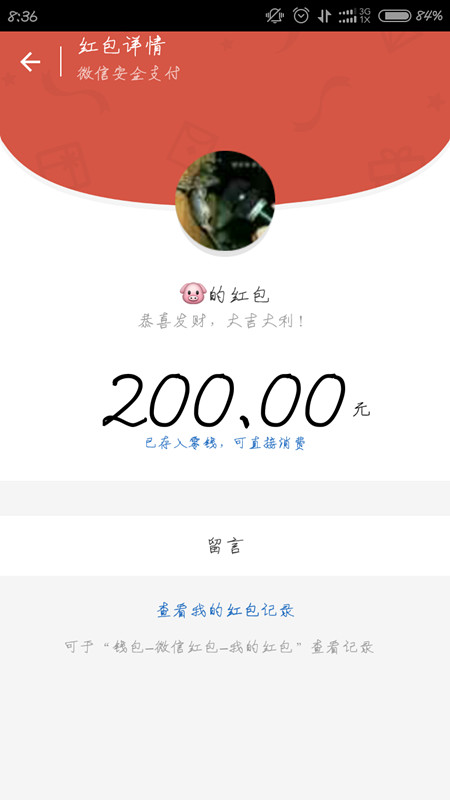 8:36
3G
1X
84%
红包详情
微信安全支付
🐷的红包
恭喜发财，大吉大利！
200.00元
已存入零钱，可直接消费
留言
查看我的红包记录
可于“钱包-微信红包-我的红包”查看记录